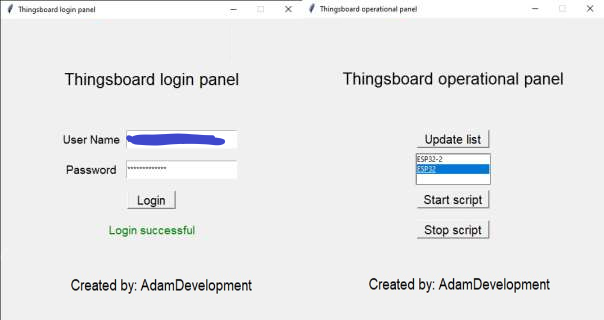 Thingsboard login panel
Thingsboard login panel
User Name
Password *************
Login
Login successful
Created by: AdamDevelopment
Thingsboard operational panel
Thingsboard operational panel
Update list
ESP32-2
ESP32
Start script
Stop script
Created by: AdamDevelopment